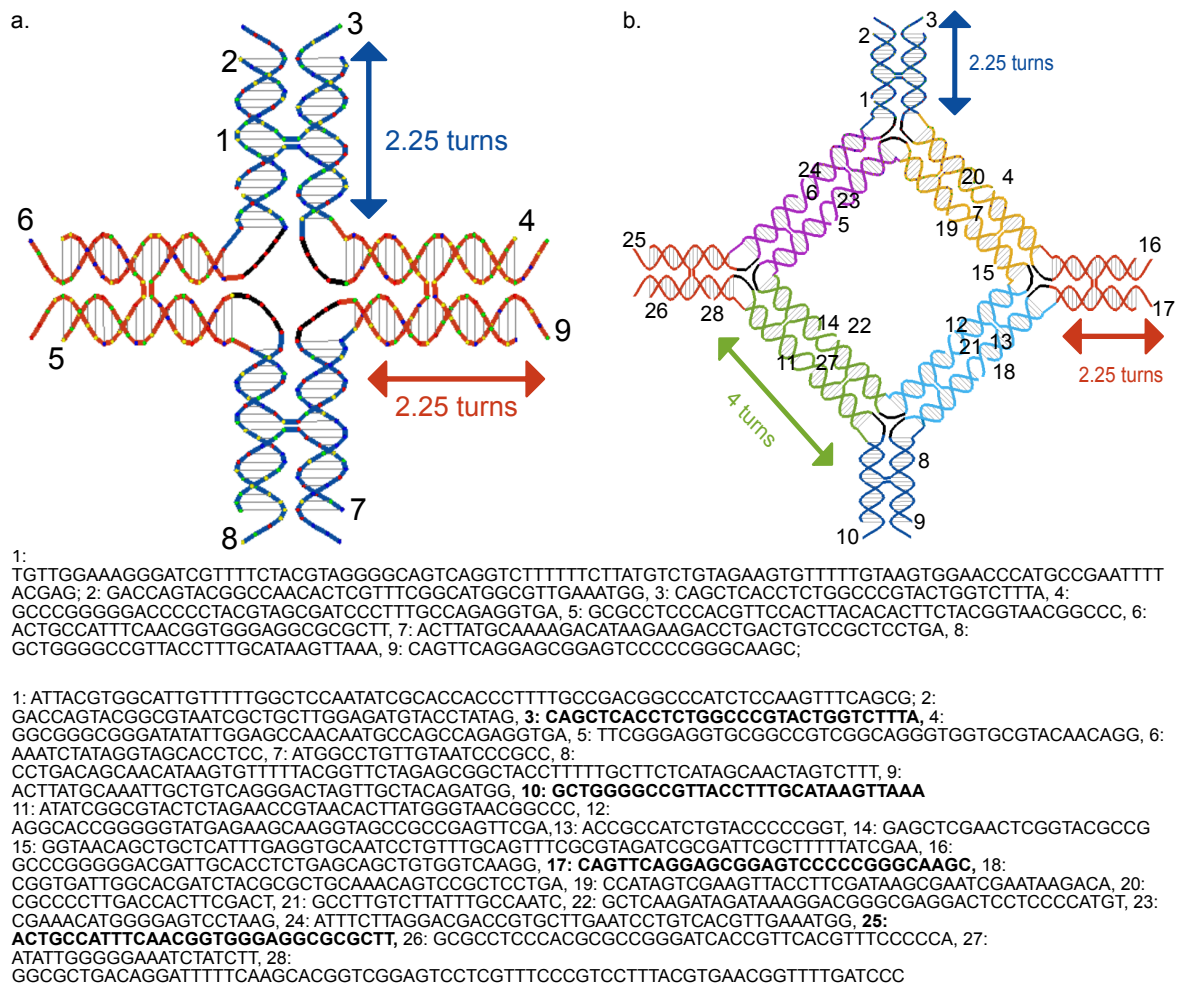 a.
b.
3
2
1
2.25 turns
6
4
5
9
2.25 turns
8
7
2
3
2.25 turns
1
24
6
23
5
20
4
7
19
25
15
16
26
28
14
22
12
13
17
11
27
21
18
2.25 turns
4 turns
8
10
9
1:
TGTTGGAAAGGGATCGTTTTCTACGTAGGGGCAGTCAGGTCTTTTTTCTTATGTCTGTAGAAGTGTTTTTGTAAGTGGAACCCATGCCGAATTTT
ACGAG; 2: GACCAGTACGGCCAACACTCGTTTCGGCATGGCGTTGAAATGG, 3: CAGCTCACCTCTGGCCCGTACTGGTCTTTA, 4:
GCCCGGGGGACCCCCTACGTAGCGATCCCTTTGCCAGAGGTGA, 5: GCGCCTCCCACGTTCCACTTACACACTTCTACGGTAACGGCCC, 6:
ACTGCCATTTCAACGGTGGGAGGCGCGCTT, 7: ACTTATGCAAAAGACATAAGAAGACCTGACTGTCCGCTCCTGA, 8:
GCTGGGGCCGTTACCTTTGCATAAGTTAAA, 9: CAGTTCAGGAGCGGAGTCCCCCGGGCAAGC;
1: ATTACGTGGCATTGTTTTTGGCTCCAATATCGCACCACCCTTTTGCCGACGGCCCATCTCCAAGTTTCAGCG; 2:
GACCAGTACGGCGTAATCGCTGCTTGGAGATGTACCTATAG, 3: CAGCTCACCTCTGGCCCGTACTGGTCTTTA, 4:
GGCGGGCGGGATATATTGGAGCCAACAATGCCAGCCAGAGGTGA, 5: TTCGGGAGGTGCGGCCGTCGGCAGGGTGGTGCGTACAACAGG, 6:
AAATCTATAGGTAGCACCTCC, 7: ATGGCCTGTTGTAATCCCGCC, 8:
CCTGACAGCAACATAAGTGTTTTTACGGTTCTAGAGCGGCTACCTTTTTGCTTCTCATAGCAACTAGTCTTT, 9:
ACTTATGCAAATTGCTGTCAGGGACTAGTTGCTACAGATGG, 10: GCTGGGGCCGTTACCTTTGCATAAGTTAAA
11: ATATCGGCGTACTCTAGAACCGTAACACTTATGGGTAACGGCCC, 12:
AGGCACCGGGGGTATGAGAAGCAAGGTAGCCGCCGAGTTCGA,13: ACCGCCATCTGTACCCCCGGT, 14: GAGCTCGAACTCGGTACGCCG
15: GGTAACAGCTGCTCATTTGAGGTGCAATCCTGTTTGCAGTTTCGCGTAGATCGCGATTCGCTTTTTATCGAA, 16:
GCCCGGGGGACGATTGCACCTCTGAGCAGCTGTGGTCAAGG, 17: CAGTTCAGGAGCGGAGTCCCCCGGGCAAGC, 18:
CGGTGATTGGCACGATCTACGCGCTGCAAACAGTCCGCTCCTGA, 19: CCATAGTCGAAGTTACCTTCGATAAGCGAATCGAATAAGACA, 20:
CGCCCCTTGACCACTTCGACT, 21: GCCTTGTCTTATTTGCCAATC, 22: GCTCAAGATAGATAAAGGACGGGCGAGGACTCCTCCCCATGT, 23:
CGAAACATGGGGAGTCCTAAG, 24: ATTTCTTAGGACGACCGTGCTTGAATCCTGTCACGTTGAAATGG, 25:
ACTGCCATTTCAACGGTGGGAGGCGCGCTT, 26: GCGCCTCCCACGCGCCGGGATCACCGTTCACGTTTCCCCCA, 27:
ATATTGGGGGAAATCTATCTT, 28:
GGCGCTGACAGGATTTTTCAAGCACGGTCGGAGTCCTCGTTTCCCGTCCTTTACGTGAACGGTTTTGATCCC